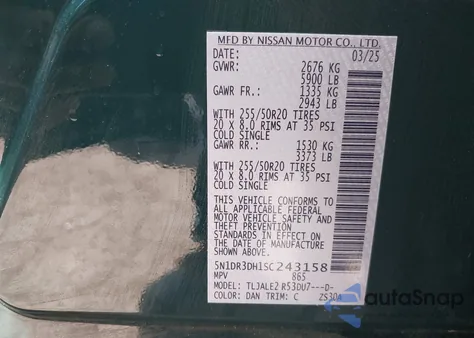 MFD BY NISSAN MOTOR CO., LTD.
DATE: 03/25
GVWR: 2676 KG
5900 LB
GAWR FR.: 1335 KG
2943 LB
WITH 255/50R20 TIRES
20 x 8.0 RIMS AT 35 PSI
COLD SINGLE
GAWR RR.: 1530 KG
3373 LB
WITH 255/50R20 TIRES
20 x 8.0 RIMS AT 35 PSI
COLD SINGLE
THIS VEHICLE CONFORMS TO
ALL APPLICABLE FEDERAL
MOTOR VEHICLE SAFETY AND
THEFT PREVENTION
STANDARDS IN EFFECT ON THE
DATE OF MANUFACTURE
SHOWN ABOVE.
5N1DR3DH1SC243158
MPV 865
MODEL: TLJALE2 R53DU7---D-
COLOR: DAN TRIM: C ZS30A
autoSnap